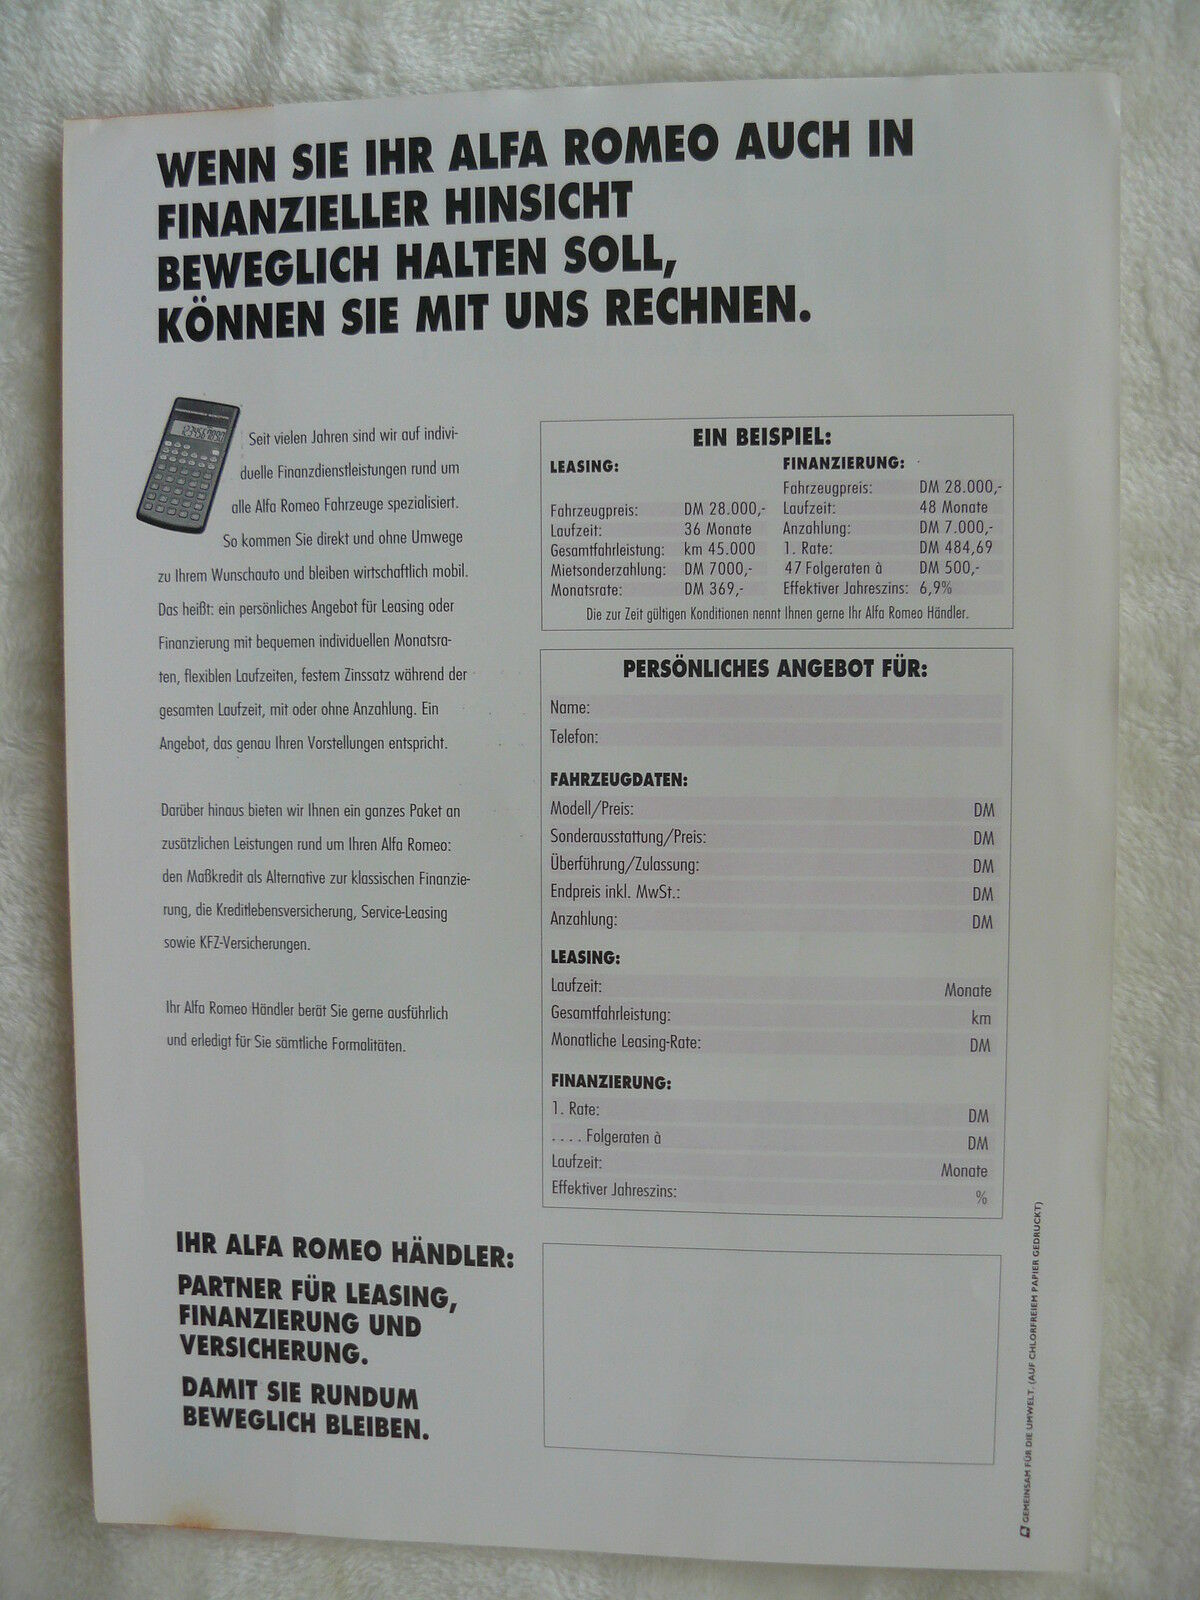 WENN SIE IHR ALFA ROMEO AUCH IN
FINANZIELLER HINSICHT
BEWEGLICH HALTEN SOLL,
KÖNNEN SIE MIT UNS RECHNEN.
Seit vielen Jahren sind wir auf indivi-
duelle Finanzdienstleistungen rund um
alle Alfa Romeo Fahrzeuge spezialisiert.
So kommen Sie direkt und ohne Umwege
zu Ihrem Wunschauto und bleiben wirtschaftlich mobil.
Das heißt: ein persönliches Angebot für Leasing oder
Finanzierung mit bequemen individuellen Monatsra-
ten, flexiblen Laufzeiten, festem Zinssatz während der
gesamten Laufzeit, mit oder ohne Anzahlung. Ein
Angebot, das genau Ihren Vorstellungen entspricht.
Darüber hinaus bieten wir Ihnen ein ganzes Paket an
zusätzlichen Leistungen rund um Ihren Alfa Romeo:
den Maßkredit als Alternative zur klassischen Finanzie-
rung, die Kreditlebensversicherung, Service-Leasing
sowie KFZ-Versicherungen.
Ihr Alfa Romeo Händler berät Sie gerne ausführlich
und erledigt für Sie sämtliche Formalitäten.
EIN BEISPIEL:
LEASING:
Fahrzeugpreis: DM 28.000,-
Laufzeit: 36 Monate
Gesamtfahrleistung: km 45.000
Mietsonderzahlung: DM 7000,-
Monatsrate: DM 369,-
FINANZIERUNG:
Fahrzeugpreis: DM 28.000,-
Laufzeit: 48 Monate
Anzahlung: DM 7.000,-
1. Rate: DM 484,69
47 Folgeraten à DM 500,-
Effektiver Jahreszins: 6,9%
Die zur Zeit gültigen Konditionen nennt Ihnen gerne Ihr Alfa Romeo Händler.
PERSÖNLICHES ANGEBOT FÜR:
Name:
Telefon:
FAHRZEUGDATEN:
Modell/Preis: DM
Sonderausstattung/Preis: DM
Überführung/Zulassung: DM
Endpreis inkl. MwSt.: DM
Anzahlung: DM
LEASING:
Laufzeit: Monate
Gesamtfahrleistung: km
Monatliche Leasing-Rate: DM
FINANZIERUNG:
1. Rate: DM
. . . . Folgeraten à DM
Laufzeit: Monate
Effektiver Jahreszins: %
IHR ALFA ROMEO HÄNDLER:
PARTNER FÜR LEASING,
FINANZIERUNG UND
VERSICHERUNG.
DAMIT SIE RUNDUM
BEWEGLICH BLEIBEN.
GEMEINSAM FÜR DIE UMWELT. (AUF CHLORFREIEM PAPIER GEDRUCKT)